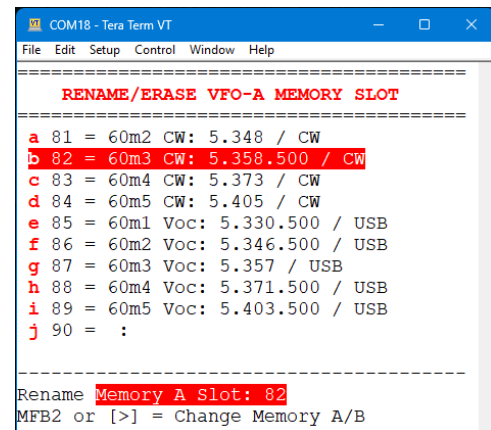 COM18 - Tera Term VT
File Edit Setup Control Window Help
==========================================
RENAME/ERASE VFO-A MEMORY SLOT
==========================================
a 81 = 60m2 CW: 5.348 / CW
b 82 = 60m3 CW: 5.358.500 / CW
c 83 = 60m4 CW: 5.373 / CW
d 84 = 60m5 CW: 5.405 / CW
e 85 = 60m1 Voc: 5.330.500 / USB
f 86 = 60m2 Voc: 5.346.500 / USB
g 87 = 60m3 Voc: 5.357 / USB
h 88 = 60m4 Voc: 5.371.500 / USB
i 89 = 60m5 Voc: 5.403.500 / USB
j 90 =  :
------------------------------------------
Rename Memory A Slot: 82
MFB2 or [>] = Change Memory A/B